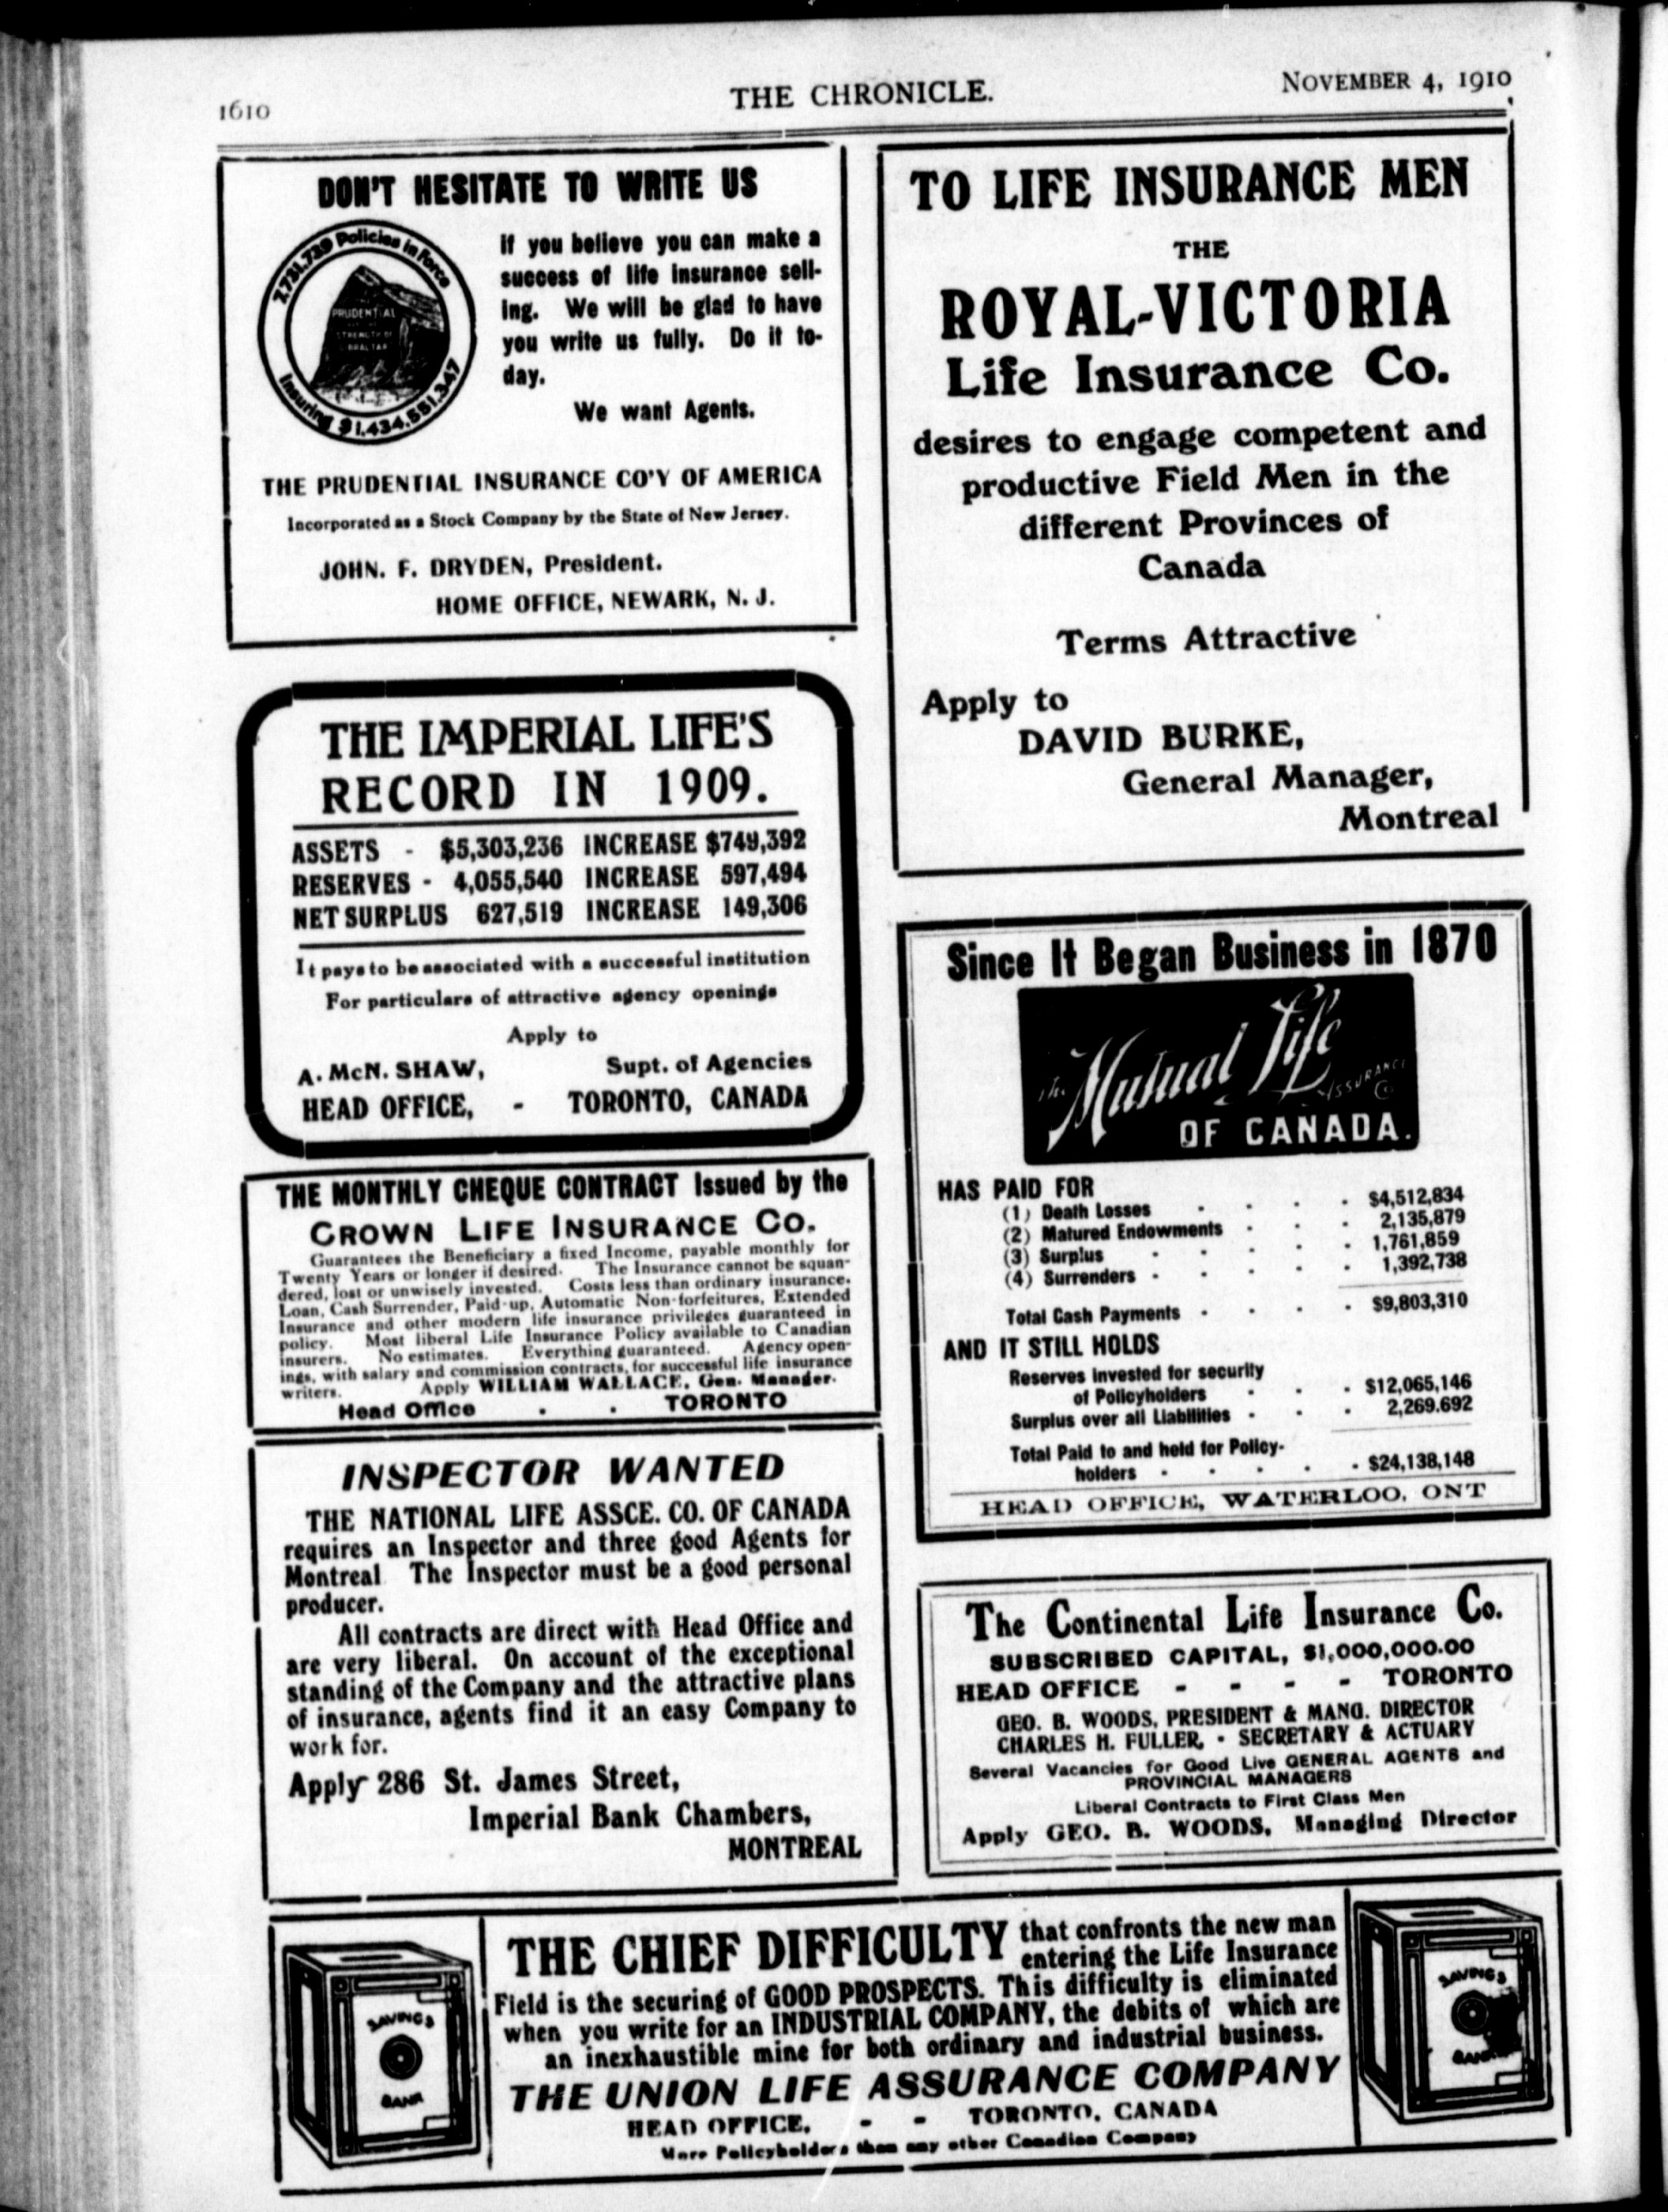 1610
THE CHRONICLE.
NOVEMBER 4, 1910
DON'T HESITATE TO WRITE US
7,731,739 Policies in Force
PRUDENTIAL
STRENGTH OF
GIBRALTAR
Insuring $1,434,551,347
If you believe you can make a
success of life insurance sell-
ing. We will be glad to have
you write us fully. Do it to-
day.
We want Agents.
THE PRUDENTIAL INSURANCE CO'Y OF AMERICA
Incorporated as a Stock Company by the State of New Jersey.
JOHN. F. DRYDEN, President.
HOME OFFICE, NEWARK, N. J.
THE IMPERIAL LIFE'S
RECORD IN 1909.
ASSETS - $5,303,236 INCREASE $749,392
RESERVES - 4,055,540 INCREASE 597,494
NET SURPLUS 627,519 INCREASE 149,306
It pays to be associated with a successful institution
For particulars of attractive agency openings
Apply to
A. McN. SHAW, Supt. of Agencies
HEAD OFFICE, - TORONTO, CANADA
THE MONTHLY CHEQUE CONTRACT Issued by the
CROWN LIFE INSURANCE CO.
Guarantees the Beneficiary a fixed Income, payable monthly for
Twenty Years or longer if desired. The Insurance cannot be squan-
dered, lost or unwisely invested. Costs less than ordinary insurance.
Loan, Cash Surrender, Paid-up, Automatic Non-forfeitures, Extended
Insurance and other modern life insurance privileges guaranteed in
policy. Most liberal Life Insurance Policy available to Canadian
insurers. No estimates. Everything guaranteed. Agency open-
ings, with salary and commission contracts, for successful life insurance
writers. Apply WILLIAM WALLACE, Gen. Manager.
Head Office . . TORONTO
INSPECTOR WANTED
THE NATIONAL LIFE ASSCE. CO. OF CANADA
requires an Inspector and three good Agents for
Montreal The Inspector must be a good personal
producer.
All contracts are direct with Head Office and
are very liberal. On account of the exceptional
standing of the Company and the attractive plans
of insurance, agents find it an easy Company to
work for.
Apply 286 St. James Street,
Imperial Bank Chambers,
MONTREAL
TO LIFE INSURANCE MEN
THE
ROYAL-VICTORIA
Life Insurance Co.
desires to engage competent and
productive Field Men in the
different Provinces of
Canada
Terms Attractive
Apply to
DAVID BURKE,
General Manager,
Montreal
Since It Began Business in 1870
The Mutual Life
ASSURANCE
Co
OF CANADA.
HAS PAID FOR
(1) Death Losses . . . . $4,512,834
(2) Matured Endowments . . . 2,135,879
(3) Surplus . . . . . 1,761,859
(4) Surrenders . . . . . 1,392,738
Total Cash Payments . . . . $9,803,310
AND IT STILL HOLDS
Reserves Invested for security
of Policyholders . . . $12,065,146
Surplus over all Liabilities . . . 2,269.692
Total Paid to and held for Policy-
holders . . . . . $24,138,148
HEAD OFFICE, WATERLOO, ONT
The Continental Life Insurance Co.
SUBSCRIBED CAPITAL, $1,000,000.00
HEAD OFFICE - - - - TORONTO
GEO. B. WOODS, PRESIDENT & MANG. DIRECTOR
CHARLES H. FULLER, - SECRETARY & ACTUARY
Several Vacancies for Good Live GENERAL AGENTS and
PROVINCIAL MANAGERS
Liberal Contracts to First Class Men
Apply GEO. B. WOODS, Managing Director
SAVINGS
BANK
THE CHIEF DIFFICULTY that confronts the new man
entering the Life Insurance
Field is the securing of GOOD PROSPECTS. This difficulty is eliminated
when you write for an INDUSTRIAL COMPANY, the debits of which are
an inexhaustible mine for both ordinary and industrial business.
THE UNION LIFE ASSURANCE COMPANY
HEAD OFFICE, - - TORONTO, CANADA
More Policyholders than any other Canadian Company
SAVINGS
BANK